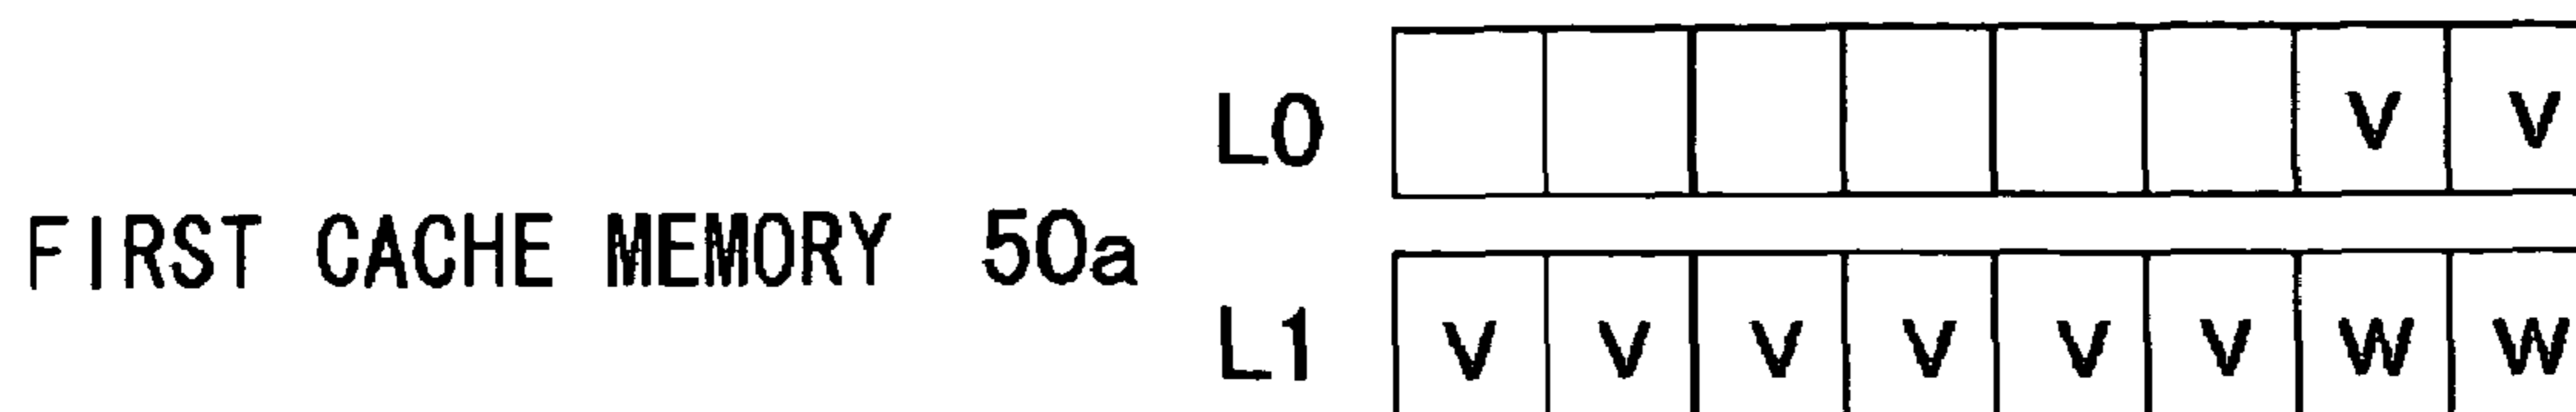 L0 V V
FIRST CACHE MEMORY 50a
L1 V V V V V V W W